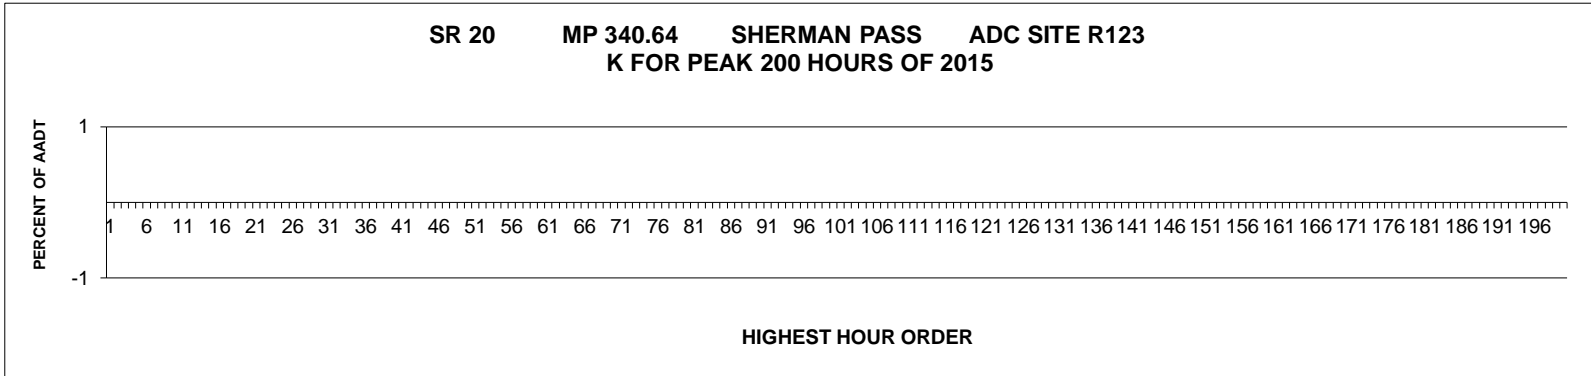 SR 20 MP 340.64 SHERMAN PASS ADC SITE R123
K FOR PEAK 200 HOURS OF 2015
PERCENT OF AADT
1
-1
1 6 11 16 21 26 31 36 41 46 51 56 61 66 71 76 81 86 91 96 101 106 111 116 121 126 131 136 141 146 151 156 161 166 171 176 181 186 191 196
HIGHEST HOUR ORDER